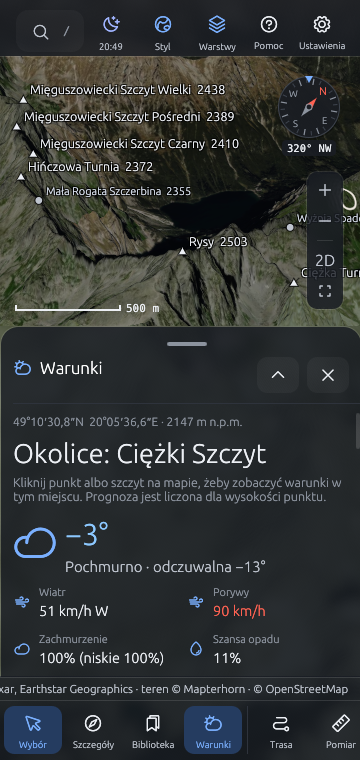 /
20:49
Styl
Warstwy
Pomoc
Ustawienia
Mięguszowiecki Szczyt Wielki 2438
Mięguszowiecki Szczyt Pośredni 2389
Mięguszowiecki Szczyt Czarny 2410
Hińczowa Turnia 2372
Mała Rogata Szczerbina 2355
W N
S E
320° NW
+
−
2D
Rysy 2503
500 m
Warunki
49°10′30,8″N 20°05′36,6″E · 2147 m n.p.m.
Okolice: Ciężki Szczyt
Kliknij punkt albo szczyt na mapie, żeby zobaczyć warunki w
tym miejscu. Prognoza jest liczona dla wysokości punktu.
−3°
Pochmurno · odczuwalna −13°
Wiatr
51 km/h W
Porywy
90 km/h
Zachmurzenie
100% (niskie 100%)
Szansa opadu
11%
xar, Earthstar Geographics · teren © Mapterhorn · © OpenStreetMap
Wybór
Szczegóły
Biblioteka
Warunki
Trasa
Pomiar